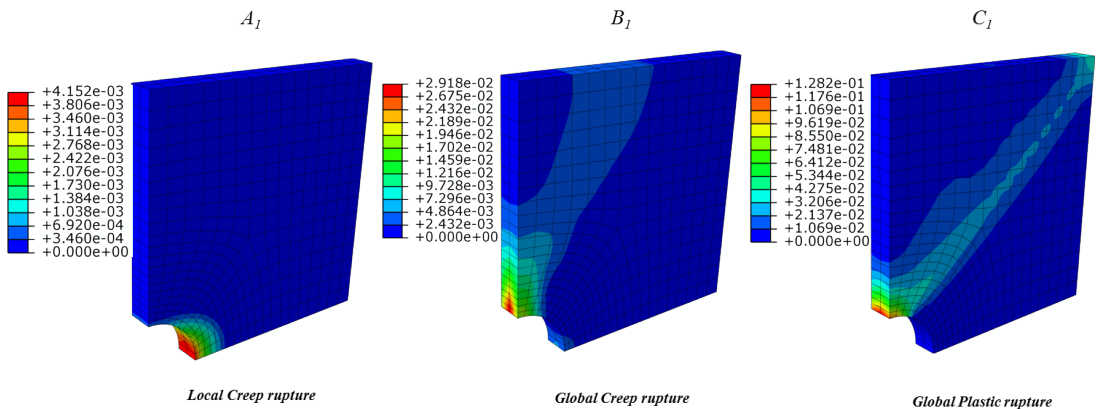 A1
B1
C1
+4.152e-03
+3.806e-03
+3.460e-03
+3.114e-03
+2.768e-03
+2.422e-03
+2.076e-03
+1.730e-03
+1.384e-03
+1.038e-03
+6.920e-04
+3.460e-04
+0.000e+00
+2.918e-02
+2.675e-02
+2.432e-02
+2.189e-02
+1.946e-02
+1.702e-02
+1.459e-02
+1.216e-02
+9.728e-03
+7.296e-03
+4.864e-03
+2.432e-03
+0.000e+00
+1.282e-01
+1.176e-01
+1.069e-01
+9.619e-02
+8.550e-02
+7.481e-02
+6.412e-02
+5.344e-02
+4.275e-02
+3.206e-02
+2.137e-02
+1.069e-02
+0.000e+00
Local Creep rupture
Global Creep rupture
Global Plastic rupture